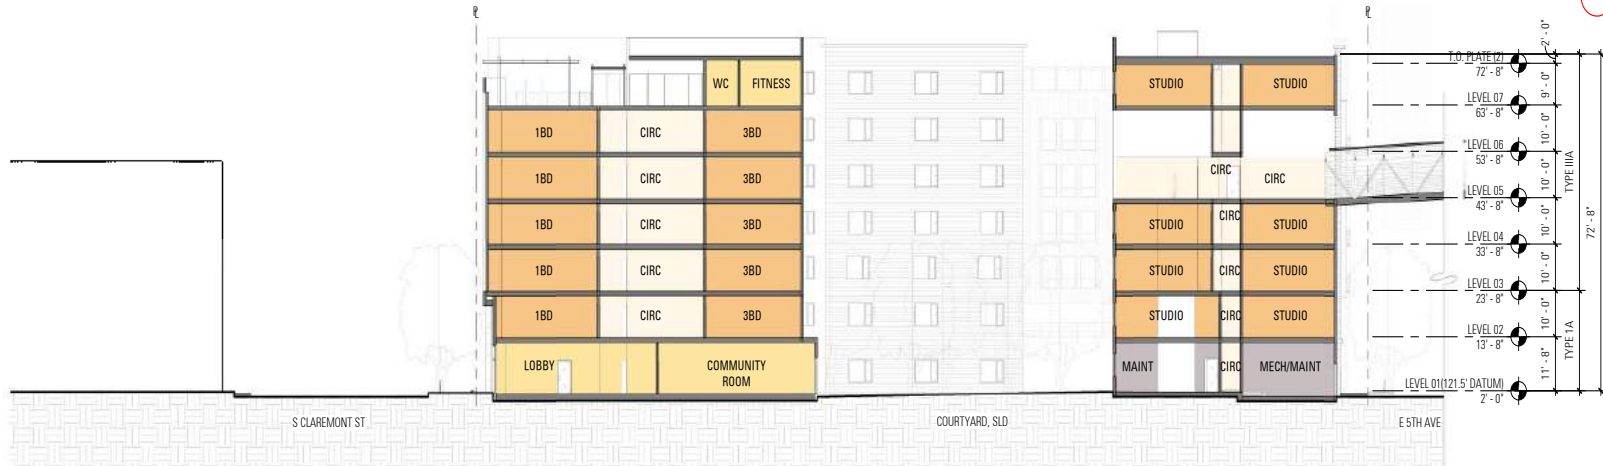 PL
PL
2' - 0"
T.O. PLATE (2)
72' - 8"
9' - 0"
WC
FITNESS
STUDIO
STUDIO
LEVEL 07
63' - 8"
10' - 0"
1BD
CIRC
3BD
LEVEL 06
53' - 8"
1BD
CIRC
3BD
CIRC
CIRC
10' - 0"
TYPE IIIA
LEVEL 05
43' - 8"
1BD
CIRC
3BD
STUDIO
CIRC
STUDIO
10' - 0"
72' - 8"
LEVEL 04
33' - 8"
1BD
CIRC
3BD
STUDIO
CIRC
STUDIO
10' - 0"
LEVEL 03
23' - 8"
1BD
CIRC
3BD
STUDIO
CIRC
STUDIO
10' - 0"
TYPE 1A
LEVEL 02
13' - 8"
LOBBY
COMMUNITY
ROOM
MAINT
CIRC
MECH/MAINT
11' - 8"
LEVEL 01(121.5' DATUM)
2' - 0"
S CLAREMONT ST
COURTYARD, SLD
E 5TH AVE